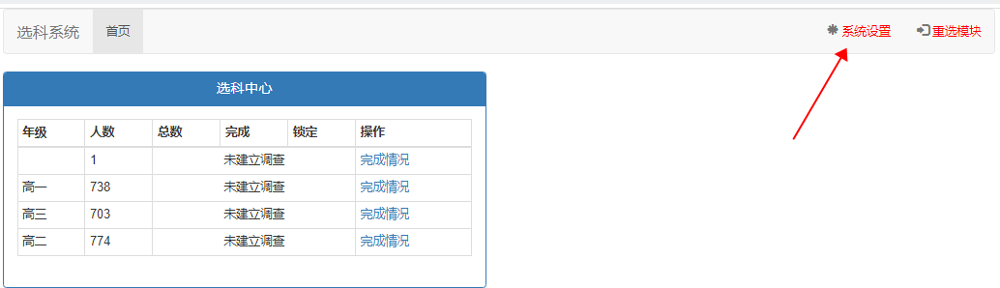 选科系统 首页 系统设置 重选模块
选科中心
年级 人数 总数 完成 锁定 操作
1 未建立调查 完成情况
高一 738 未建立调查 完成情况
高三 703 未建立调查 完成情况
高二 774 未建立调查 完成情况